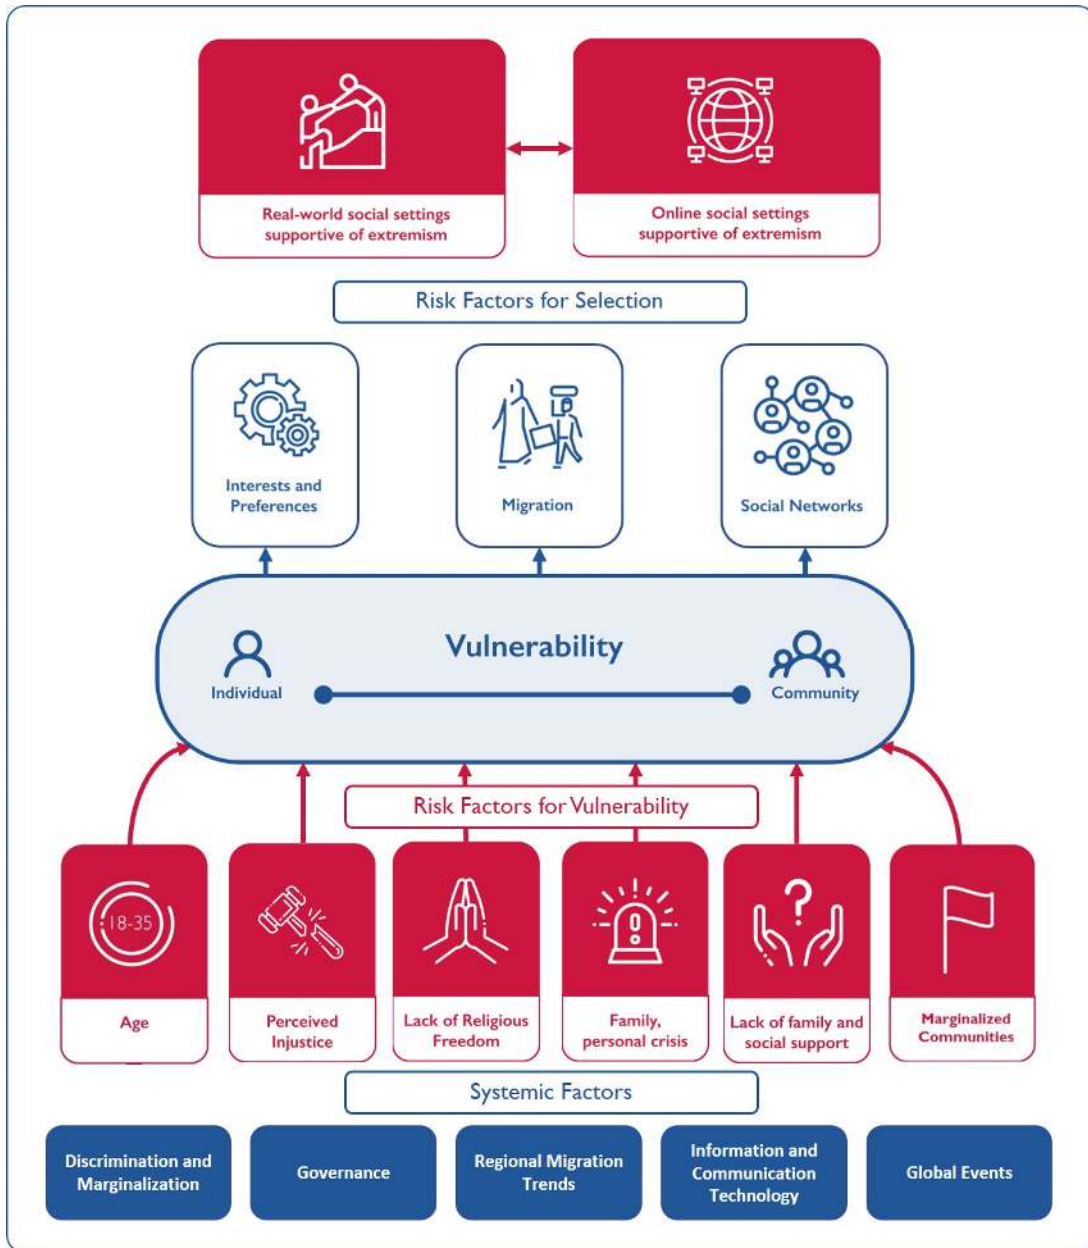 Real-world social settings
supportive of extremism
Online social settings
supportive of extremism
Risk Factors for Selection
Interests and
Preferences
Migration
Social Networks
Vulnerability
Individual
Community
Risk Factors for Vulnerability
18-35
Age
Perceived
Injustice
Lack of Religious
Freedom
Family,
personal crisis
Lack of family and
social support
Marginalized
Communities
Systemic Factors
Discrimination and
Marginalization
Governance
Regional Migration
Trends
Information and
Communication
Technology
Global Events